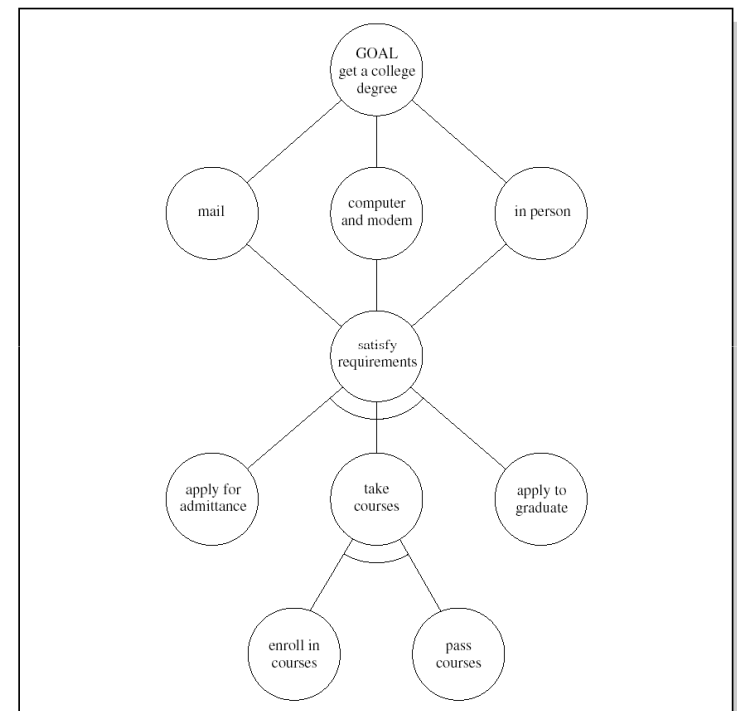 GOAL
get a college
degree
mail
computer
and modem
in person
satisfy
requirements
apply for
admittance
take
courses
apply to
graduate
enroll in
courses
pass
courses